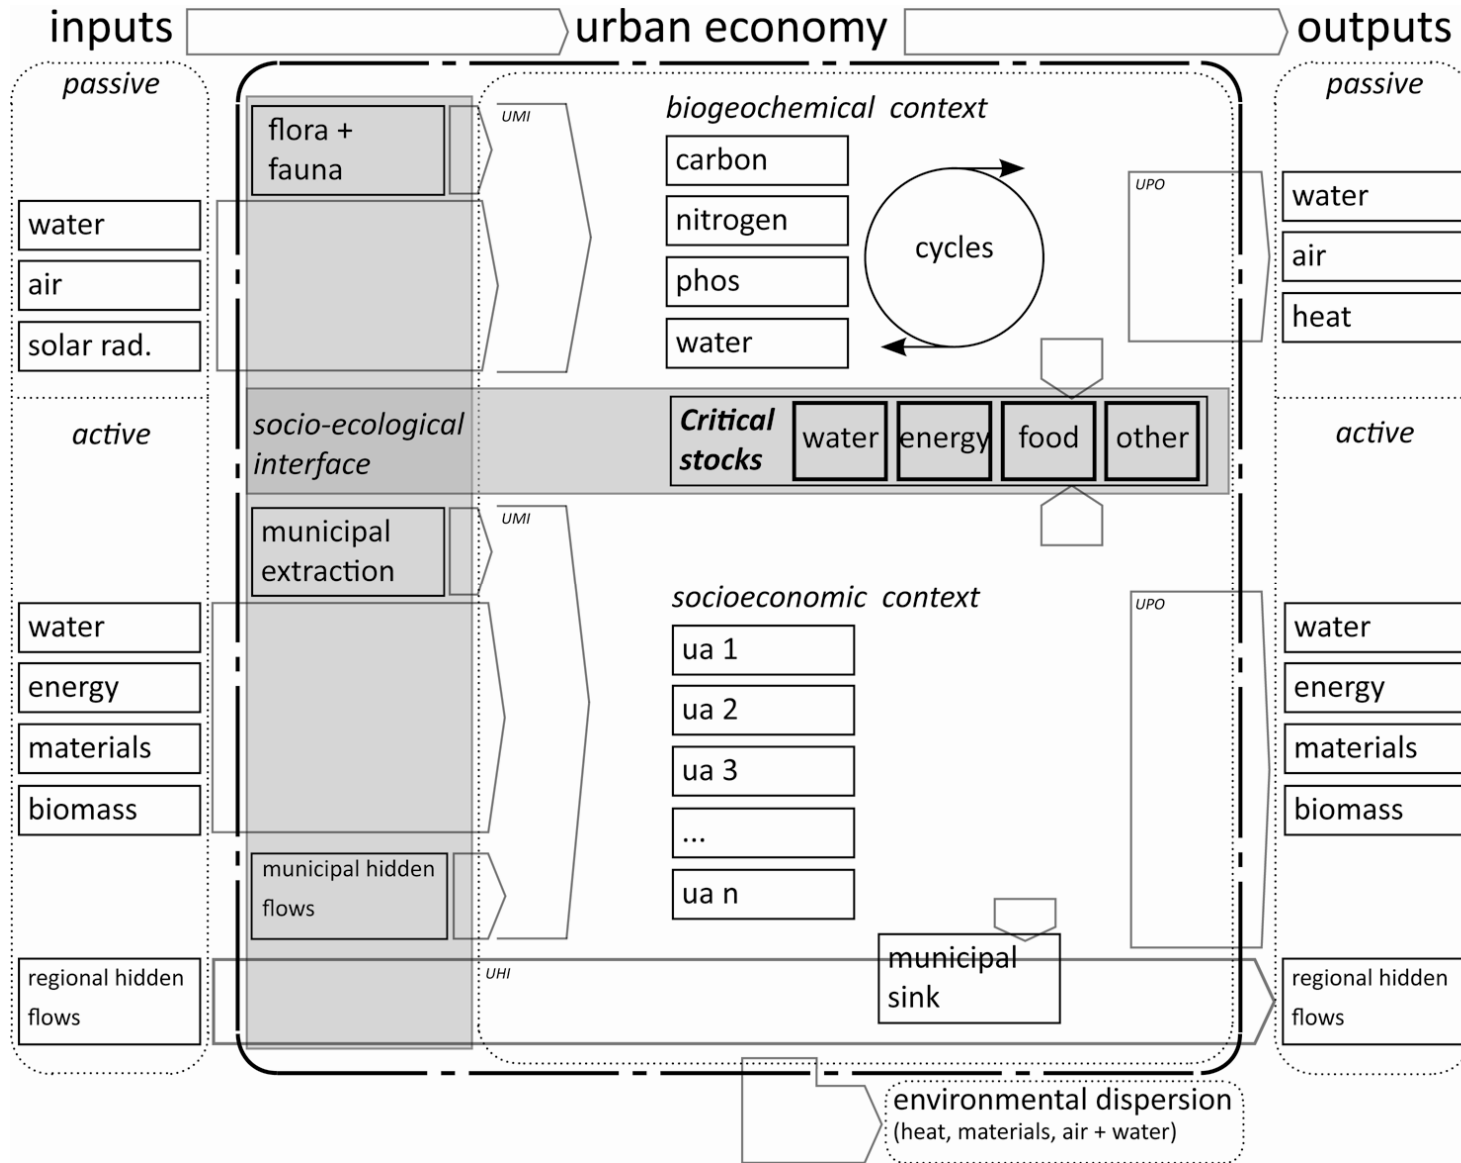 inputs
urban economy
outputs
passive
water
air
solar rad.
active
water
energy
materials
biomass
regional hidden
flows
flora +
fauna
UMI
socio-ecological
interface
municipal
extraction
UMI
municipal hidden
flows
UHI
biogeochemical context
carbon
nitrogen
phos
water
cycles
Critical
stocks
water
energy
food
other
socioeconomic context
ua 1
ua 2
ua 3
...
ua n
municipal
sink
UPO
UPO
passive
water
air
heat
active
water
energy
materials
biomass
regional hidden
flows
environmental dispersion
(heat, materials, air + water)